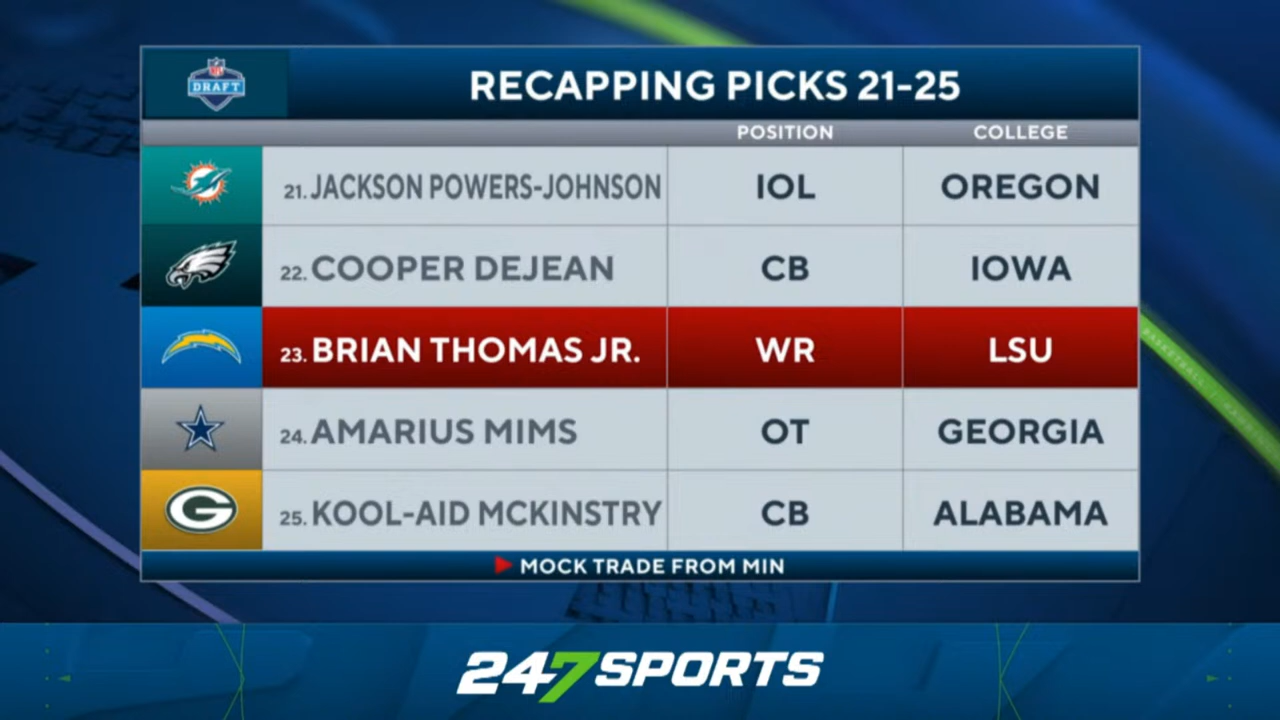 NFL
DRAFT
RECAPPING PICKS 21-25
POSITION COLLEGE
21. JACKSON POWERS-JOHNSON IOL OREGON
22. COOPER DEJEAN CB IOWA
23. BRIAN THOMAS JR. WR LSU
24. AMARIUS MIMS OT GEORGIA
G
25. KOOL-AID MCKINSTRY CB ALABAMA
MOCK TRADE FROM MIN
BASKETBALL
247SPORTS